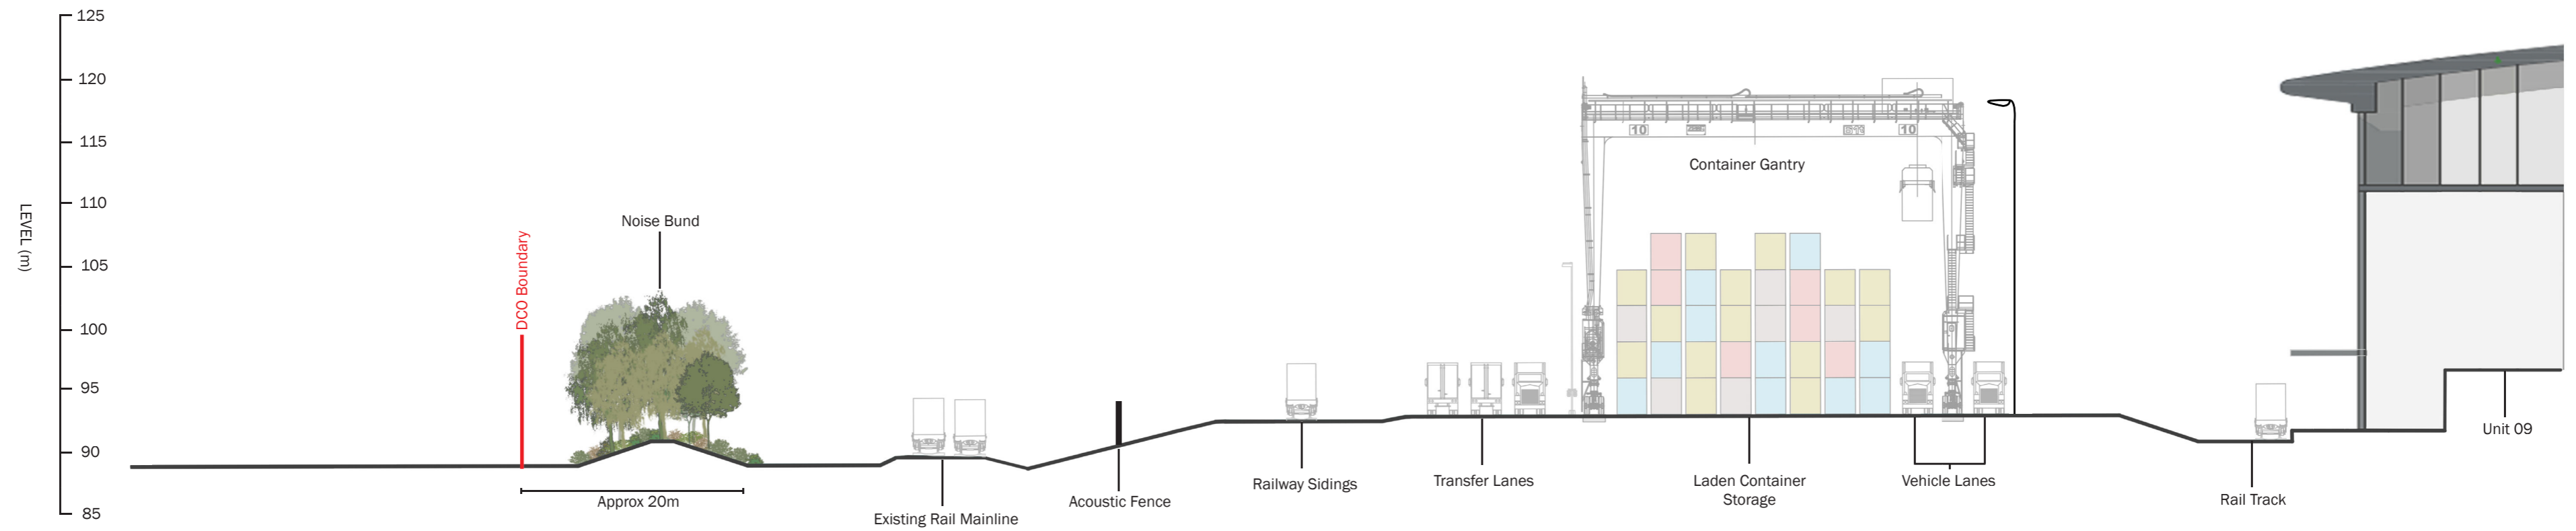 125
120
115
110
105
100
95
90
85
LEVEL (m)
DCO Boundary
Noise Bund
Approx 20m
Existing Rail Mainline
Acoustic Fence
Railway Sidings
Transfer Lanes
10
10
Container Gantry
Laden Container
Storage
Vehicle Lanes
Rail Track
Unit 09